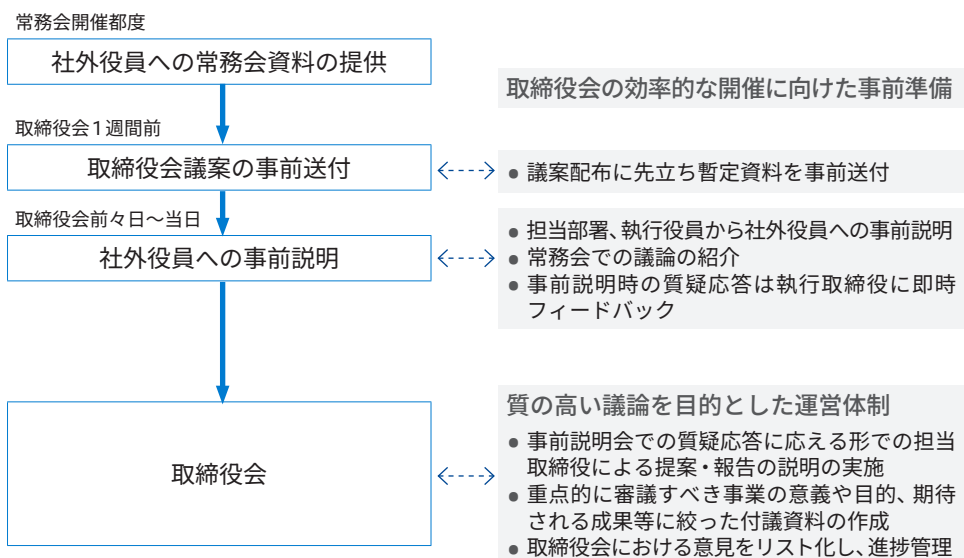 常務会開催都度
社外役員への常務会資料の提供
取締役会の効率的な開催に向けた事前準備
取締役会1週間前
取締役会議案の事前送付
● 議案配布に先立ち暫定資料を事前送付
取締役会前々日～当日
社外役員への事前説明
● 担当部署、執行役員から社外役員への事前説明
● 常務会での議論の紹介
● 事前説明時の質疑応答は執行取締役に即時
フィードバック
取締役会
質の高い議論を目的とした運営体制
● 事前説明会での質疑応答に応える形での担当
取締役による提案・報告の説明の実施
● 重点的に審議すべき事業の意義や目的、期待
される成果等に絞った付議資料の作成
● 取締役会における意見をリスト化し、進捗管理